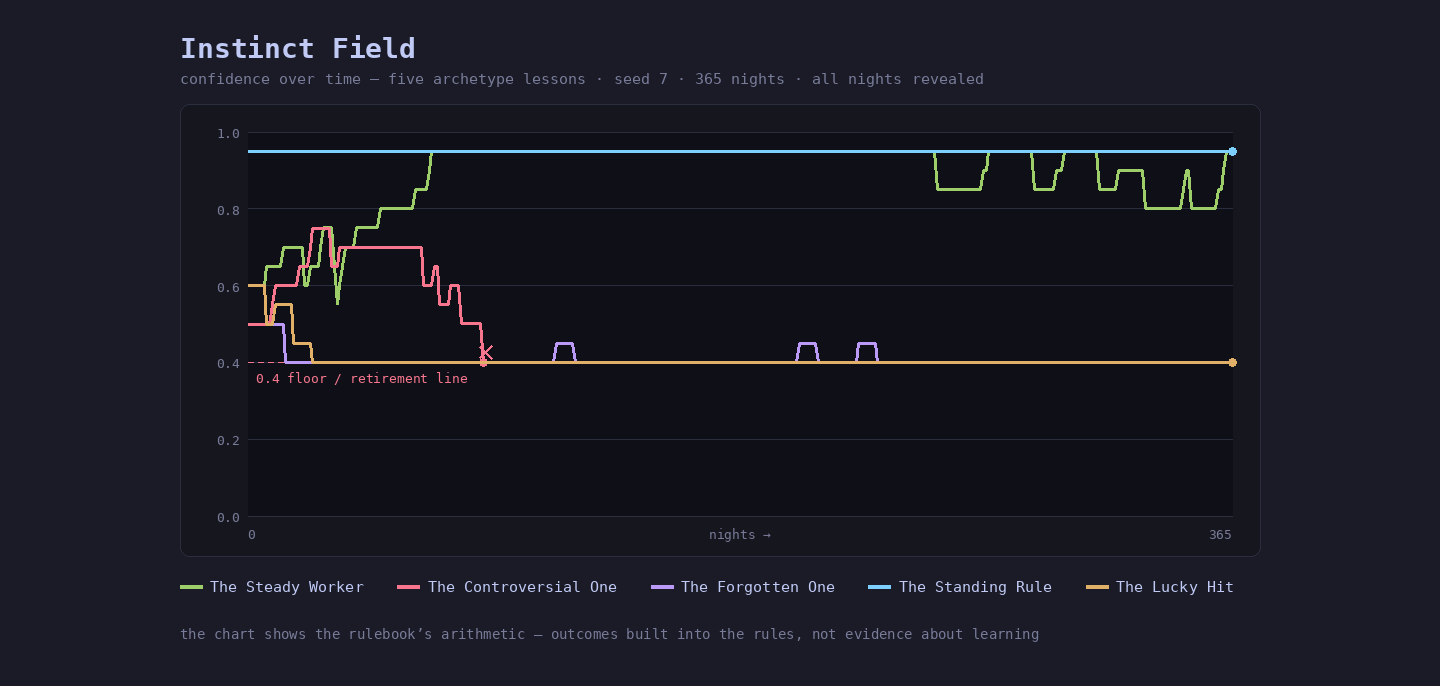 Instinct Field
confidence over time — five archetype lessons · seed 7 · 365 nights · all nights revealed
1.0
0.8
0.6
0.4
0.4 floor / retirement line
0.2
0.0
0 nights → 365
The Steady Worker The Controversial One The Forgotten One The Standing Rule The Lucky Hit
the chart shows the rulebook’s arithmetic — outcomes built into the rules, not evidence about learning